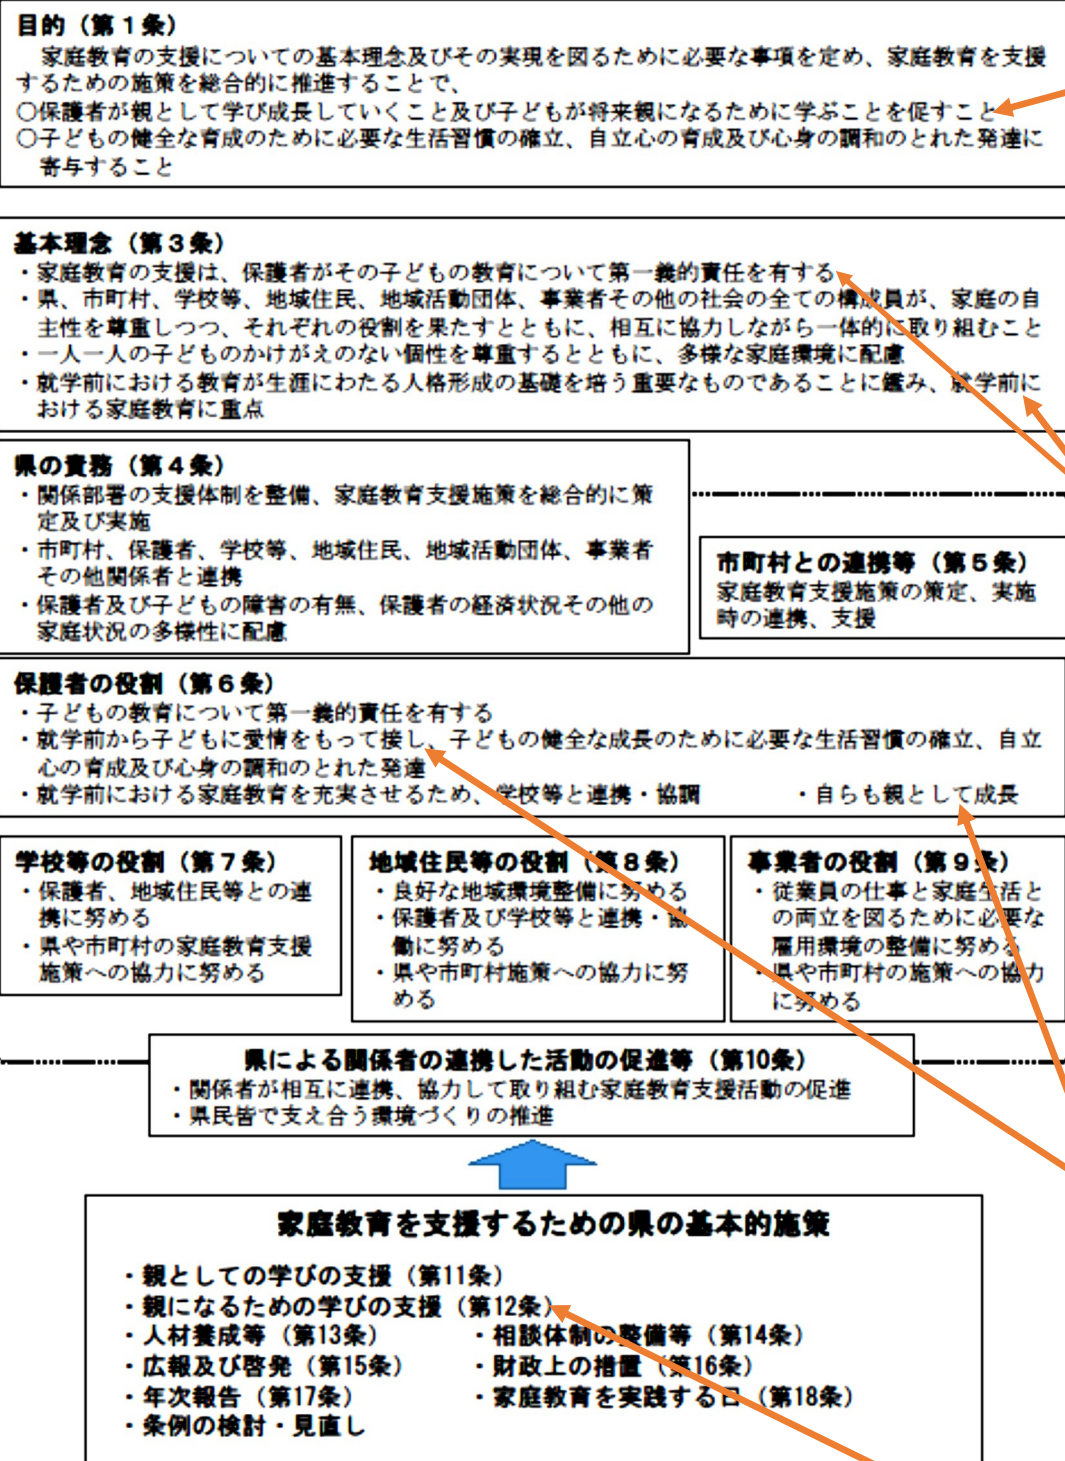 目的（第１条）
家庭教育の支援についての基本理念及びその実現を図るために必要な事項を定め、家庭教育を支援
するための施策を総合的に推進することで、
○保護者が親として学び成長していくこと及び子どもが将来親になるために学ぶことを促すこと
○子どもの健全な育成のために必要な生活習慣の確立、自立心の育成及び心身の調和のとれた発達に
寄与すること
基本理念（第３条）
・家庭教育の支援は、保護者がその子どもの教育について第一義的責任を有する
・県、市町村、学校等、地域住民、地域活動団体、事業者その他の社会の全ての構成員が、家庭の自
主性を尊重しつつ、それぞれの役割を果たすとともに、相互に協力しながら一体的に取り組むこと
・一人一人の子どものかけがえのない個性を尊重するとともに、多様な家庭環境に配慮
・就学前における教育が生涯にわたる人格形成の基礎を培う重要なものであることに鑑み、就学前に
おける家庭教育に重点
県の責務（第４条）
・関係部署の支援体制を整備、家庭教育支援施策を総合的に策
定及び実施
・市町村、保護者、学校等、地域住民、地域活動団体、事業者
その他関係者と連携
・保護者及び子どもの障害の有無、保護者の経済状況その他の
家庭状況の多様性に配慮
市町村との連携等（第５条）
家庭教育支援施策の策定、実施
時の連携、支援
保護者の役割（第６条）
・子どもの教育について第一義的責任を有する
・就学前から子どもに愛情をもって接し、子どもの健全な成長のために必要な生活習慣の確立、自立
心の育成及び心身の調和のとれた発達
・就学前における家庭教育を充実させるため、学校等と連携・協調　・自らも親として成長
学校等の役割（第７条）
・保護者、地域住民等との連
携に努める
・県や市町村の家庭教育支援
施策への協力に努める
地域住民等の役割（第８条）
・良好な地域環境整備に努める
・保護者及び学校等と連携・協
働に努める
・県や市町村施策への協力に努
める
事業者の役割（第９条）
・従業員の仕事と家庭生活と
の両立を図るために必要な
雇用環境の整備に努める
・県や市町村の施策への協力
に努める
県による関係者の連携した活動の促進等（第10条）
・関係者が相互に連携、協力して取り組む家庭教育支援活動の促進
・県民皆で支え合う環境づくりの推進
家庭教育を支援するための県の基本的施策
・親としての学びの支援（第11条）
・親になるための学びの支援（第12条）
・人材養成等（第13条）　・相談体制の整備等（第14条）
・広報及び啓発（第15条）　・財政上の措置（第16条）
・年次報告（第17条）　・家庭教育を実践する日（第18条）
・条例の検討・見直し